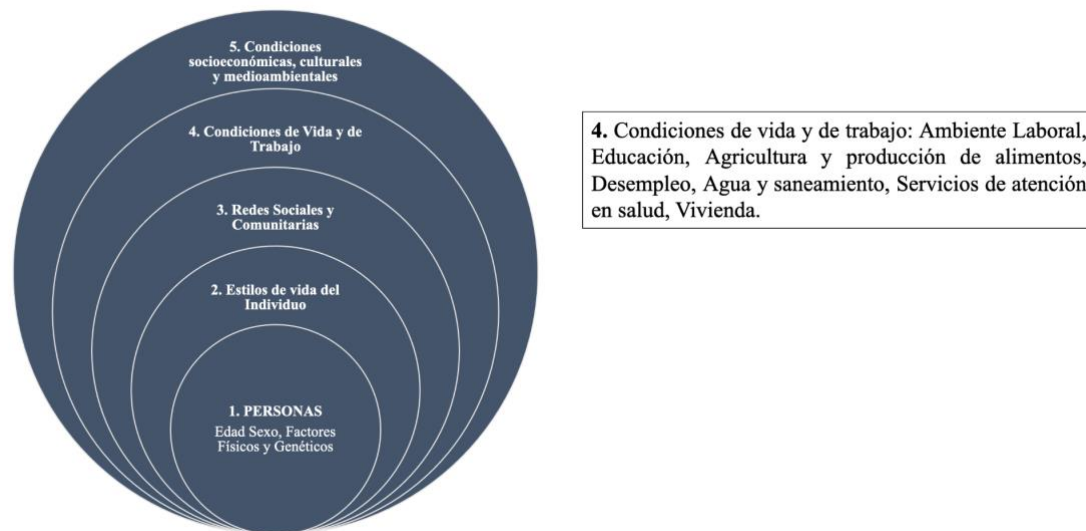 5. Condiciones
socioeconómicas, culturales
y medioambientales
4. Condiciones de Vida y de
Trabajo
3. Redes Sociales y
Comunitarias
2. Estilos de vida del
Individuo
1. PERSONAS
Edad Sexo, Factores
Físicos y Genéticos
4. Condiciones de vida y de trabajo: Ambiente Laboral,
Educación, Agricultura y producción de alimentos,
Desempleo, Agua y saneamiento, Servicios de atención
en salud, Vivienda.